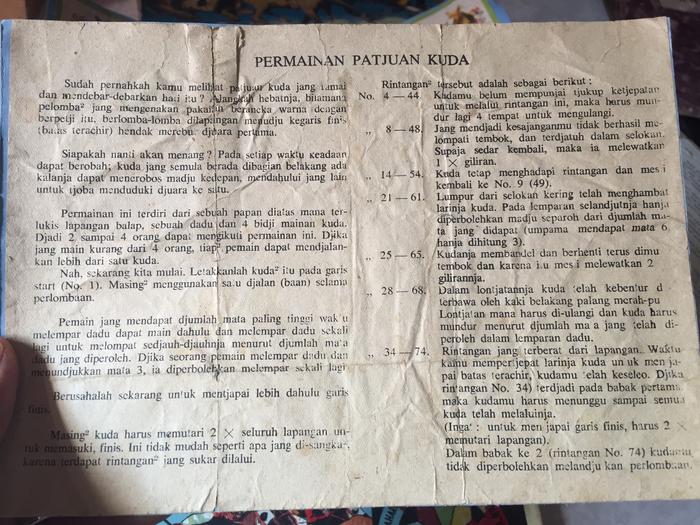 PERMAINAN PATJUAN KUDA
Sudah pernahkah kamu melihat patjuan kuda jang ramai
dan mendebar-debarkan hati itu? Alangkah hebanja, bilamana
pelomba² jang mengenakan pakaian beraneka warna dengan
berpetji itu, berlomba-lomba dilapangan menudju kegaris finis
(batas terachir) hendak merebut djuara pertama.
Siapakah nanti akan menang? Pada setiap waktu keadaan
dapat berobah; kuda jang semula berada dibagian belakang ada
kalanja dapat menerobos madju kedepan, mendahului jang lain
untuk tjoba menduduki djuara ke satu.
Permainan ini terdiri dari sebuah papan diatas mana ter-
lukis lapangan balap, sebuah dadu dan 4 bidji mainan kuda.
Djadi 2 sampai 4 orang dapat mengikuti permainan ini. Djika
jang main kurang dari 4 orang, tiap² pemain dapat mendjalan-
kan lebih dari satu kuda.
Nah, sekarang kita mulai. Letakkanlah kuda² itu pada garis
start (No. 1). Masing² menggunakan satu djalan (baan) selama
perlombaan.
Pemain jang mendapat djumlah mata paling tinggi waktu
melempar dadu dapat main dahulu dan melempar dadu sekali
lagi untuk melompat sedjauh-djauhnja menurut djumlah mata
dadu jang diperoleh. Djika seorang pemain melempar dadu dan
menundjukkan mata 3, ia diperbolehkan melempar sekali lagi
Berusahalah sekarang untuk mentjapai lebih dahulu garis
finis.
Masing² kuda harus memutari 2 × seluruh lapangan un-
tuk memasuki, finis. Ini tidak mudah seperti apa jang disangka²,
karena terdapat rintangan² jang sukar dilalui.
Rintangan² tersebut adalah sebagai berikut:
No. 4 — 44. Kudamu belum mempunjai tjukup ketjepatan
untuk melalui rintangan ini, maka harus mun-
dur lagi 4 tempat untuk mengulangi.
„ 8 — 48. Jang mendjadi kesajanganmu tidak berhasil me-
lompati tembok, dan terdjatuh dalam selokan.
Supaja sedar kembali, maka ia melewatkan
1 × giliran.
„ 14 — 54. Kuda tetap menghadapi rintangan dan mesti
kembali ke No. 9 (49).
„ 21 — 61. Lumpur dari selokan kering telah menghambat
larinja kuda. Pada lemparan selandjutnja hanja
diperbolehkan madju separoh dari djumlah ma-
ta jang didapat (umpama mendapat mata 6,
hanja dihitung 3).
„ 25 — 65. Kudanja membandel dan berhenti terus dimu
tembok dan karena itu mesti melewatkan 2
gilirannja.
„ 28 — 68. Dalam lontjatannja kuda telah kebentur d
terbawa oleh kaki belakang palang merah-pu
Lontjatan mana harus di-ulangi dan kuda harus
mundur menurut djumlah mata jang telah di-
peroleh dalam lemparan dadu.
„ 34 — 74. Rintangan jang terberat dari lapangan. Waktu
kamu mempertjepat larinja kuda untuk mentja-
pai batas terachir, kudamu telah keseleo. Djika
rintangan No. 34) terdjadi pada babak pertama
maka kudamu harus menunggu sampai semua
kuda telah melaluinja.
(Ingat: untuk mentjapai garis finis, harus 2 ×
memutari lapangan).
Dalam babak ke 2 (rintangan No. 74) kudamu
tidak diperbolehkan melandjutkan perlombaan.